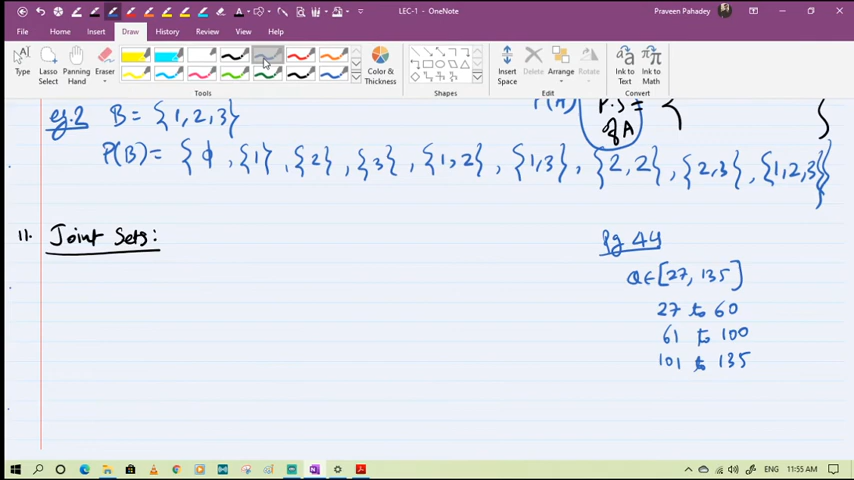 LEC-1 - OneNote
Praveen Pahadey
File Home Insert Draw History Review View Help
Type
Lasso Select
Panning Hand
Eraser
Color & Thickness
Insert Space
Delete
Arrange
Ink to Text
Ink to Math
Tools
Shapes
Edit
Convert
P(A) P.S = {
of A }
eg.2 B = {1,2,3}
P(B) = {ϕ, {1}, {2}, {3}, {1,2}, {1,3}, {2,2}, {2,3}, {1,2,3}}
11. Joint Sets:
Pg 44
Q∈[27, 135]
27 to 60
61 to 100
101 to 135
ENG 11:55 AM